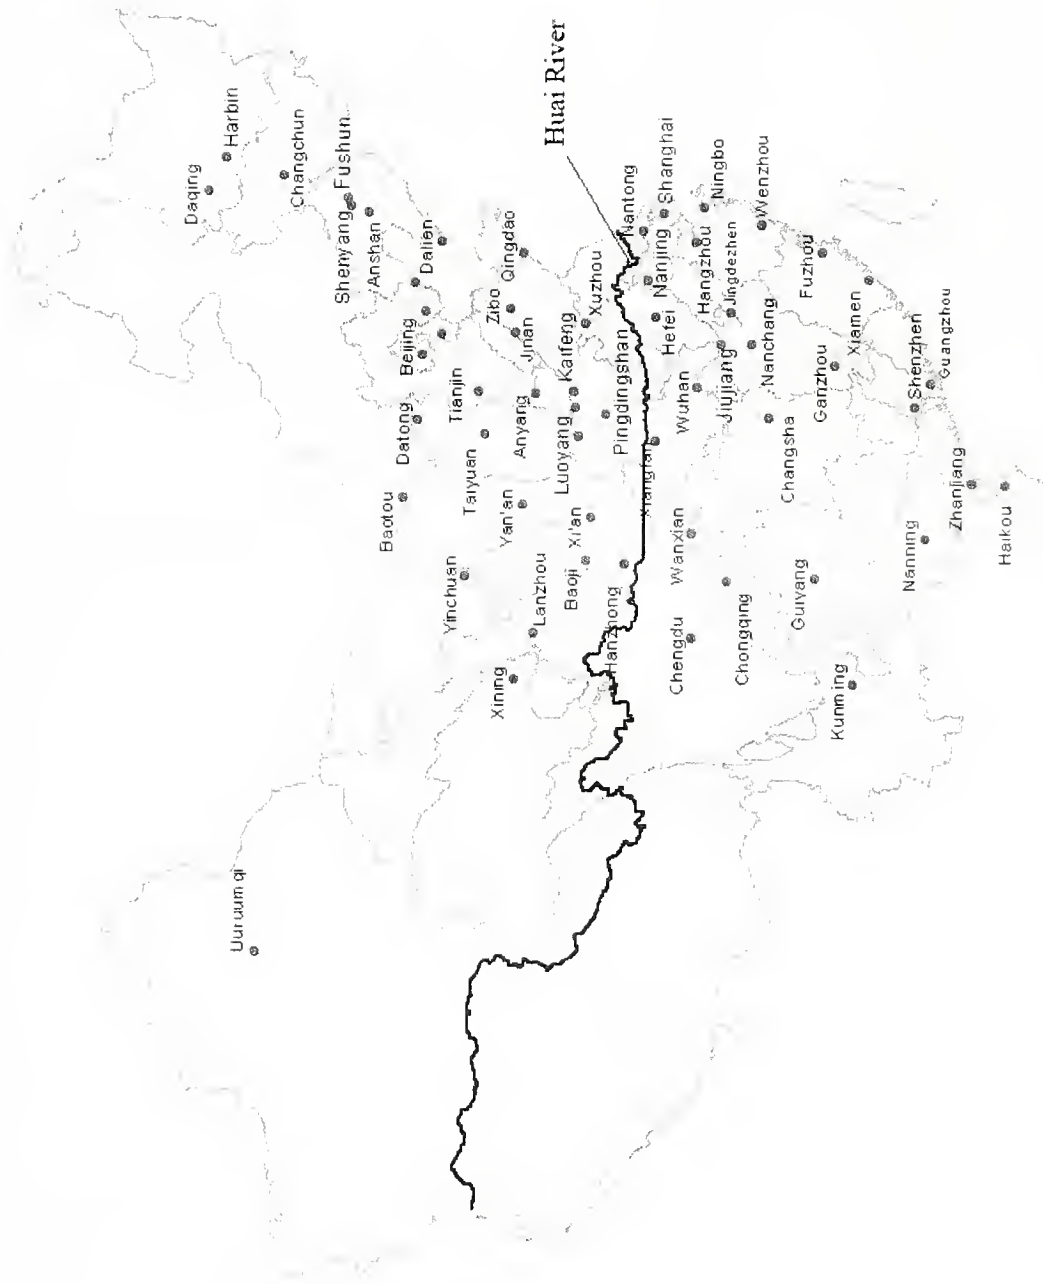 Daqing
Harbin
Changchun
Fushun
Shenyang
Anshan
Dalien
Uuruumqi
Beijing
Datong
Baotou
Tianjin
Zibo
Qingdao
Jinan
Taiyuan
Yinchuan
Anyang
Yan'an
Kaifeng
Xuzhou
Luoyang
Lanzhou
Xining
Xi'an
Baoji
Pingdingshan
Huai River
Nantong
Hanzhong
Xiangfan
Nanjing
Shanghai
Hefei
Wuhan
Hangzhou
Ningbo
Wanxian
Chengdu
Jiujiang
Jingdezhen
Chongqing
Nanchang
Wenzhou
Changsha
Guiyang
Fuzhou
Ganzhou
Kunming
Xiamen
Shenzhen
Guangzhou
Nanning
Zhanjiang
Haikou